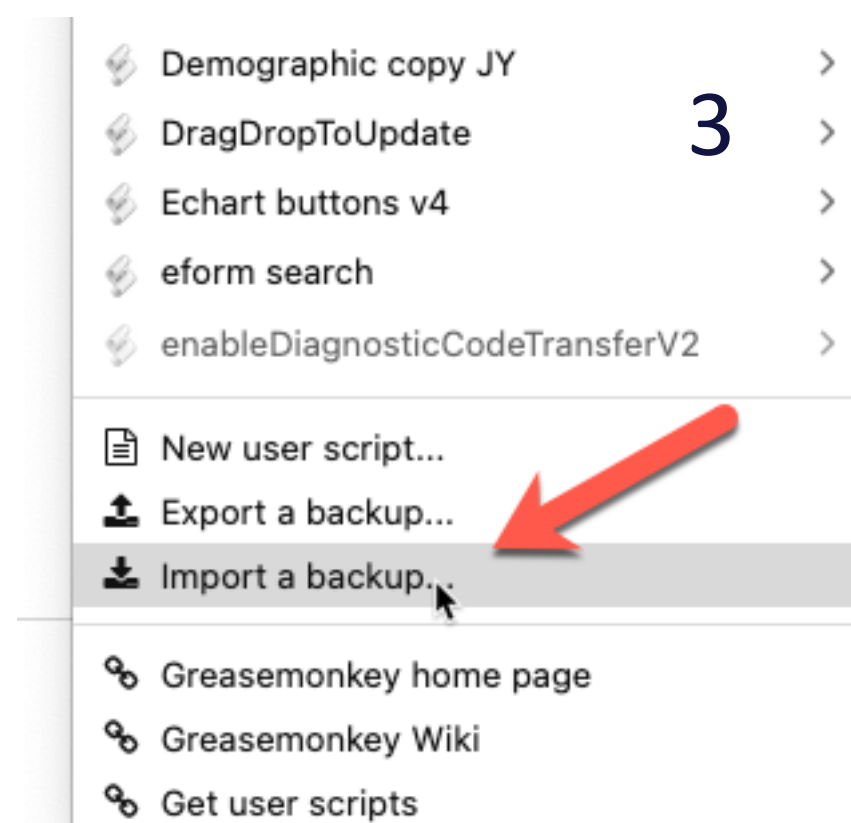 Demographic copy JY
3
DragDropToUpdate
Echart buttons v4
eform search
enableDiagnosticCodeTransferV2
New user script...
Export a backup...
Import a backup...
Greasemonkey home page
Greasemonkey Wiki
Get user scripts